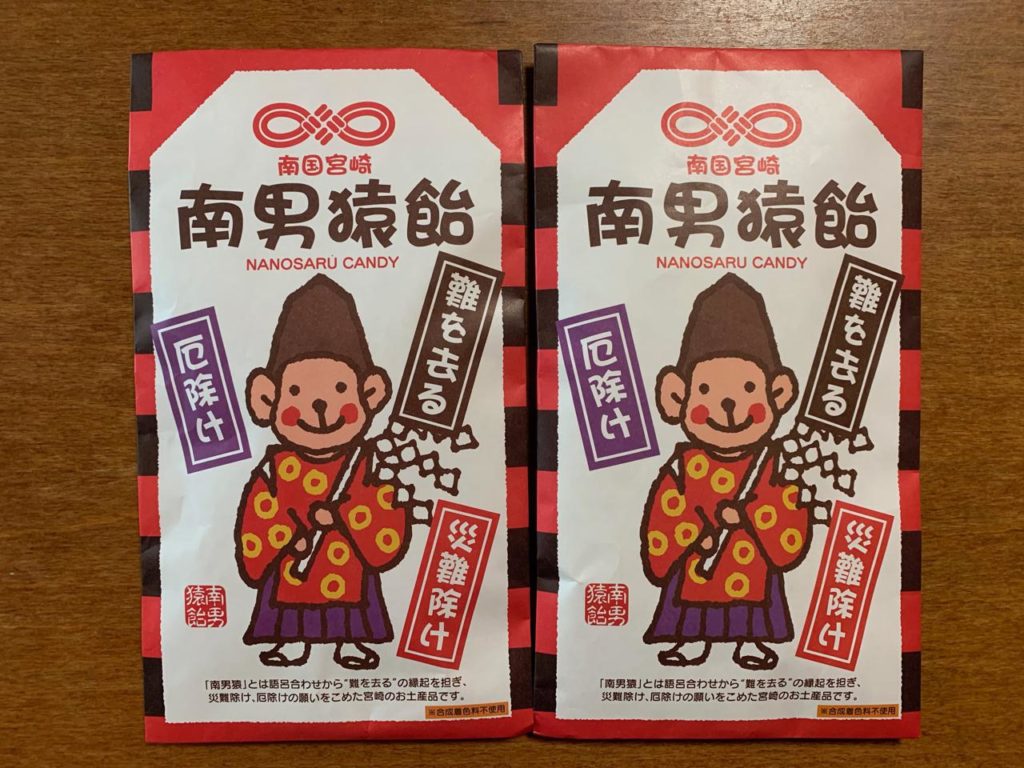 南国宮崎
南男猿飴
NANOSARU CANDY
難を去る
厄除け
災難除け
南男
猿飴
「南男猿」とは語呂合わせから“難を去る”の縁起を担ぎ、
災難除け、厄除けの願いをこめた宮崎のお土産品です。
※合成着色料不使用
南国宮崎
南男猿飴
NANOSARU CANDY
難を去る
厄除け
災難除け
南男
猿飴
「南男猿」とは語呂合わせから“難を去る”の縁起を担ぎ、
災難除け、厄除けの願いをこめた宮崎のお土産品です。
※合成着色料不使用